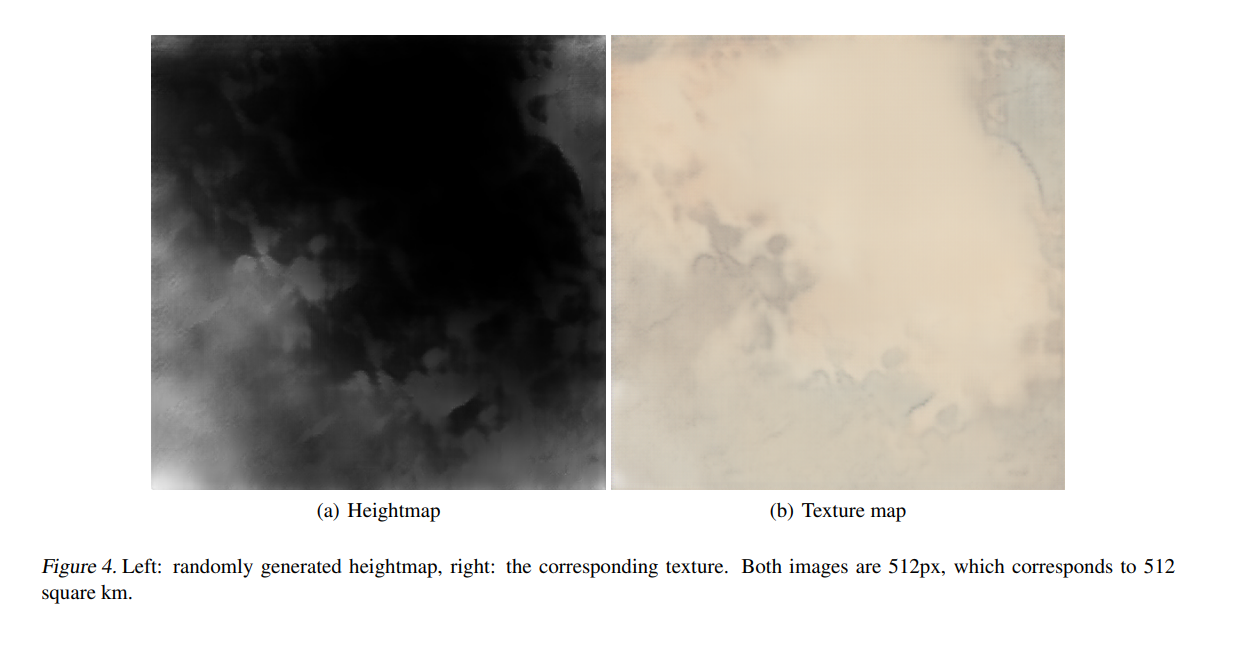 (a) Heightmap
(b) Texture map
Figure 4. Left: randomly generated heightmap, right: the corresponding texture. Both images are 512px, which corresponds to 512
square km.